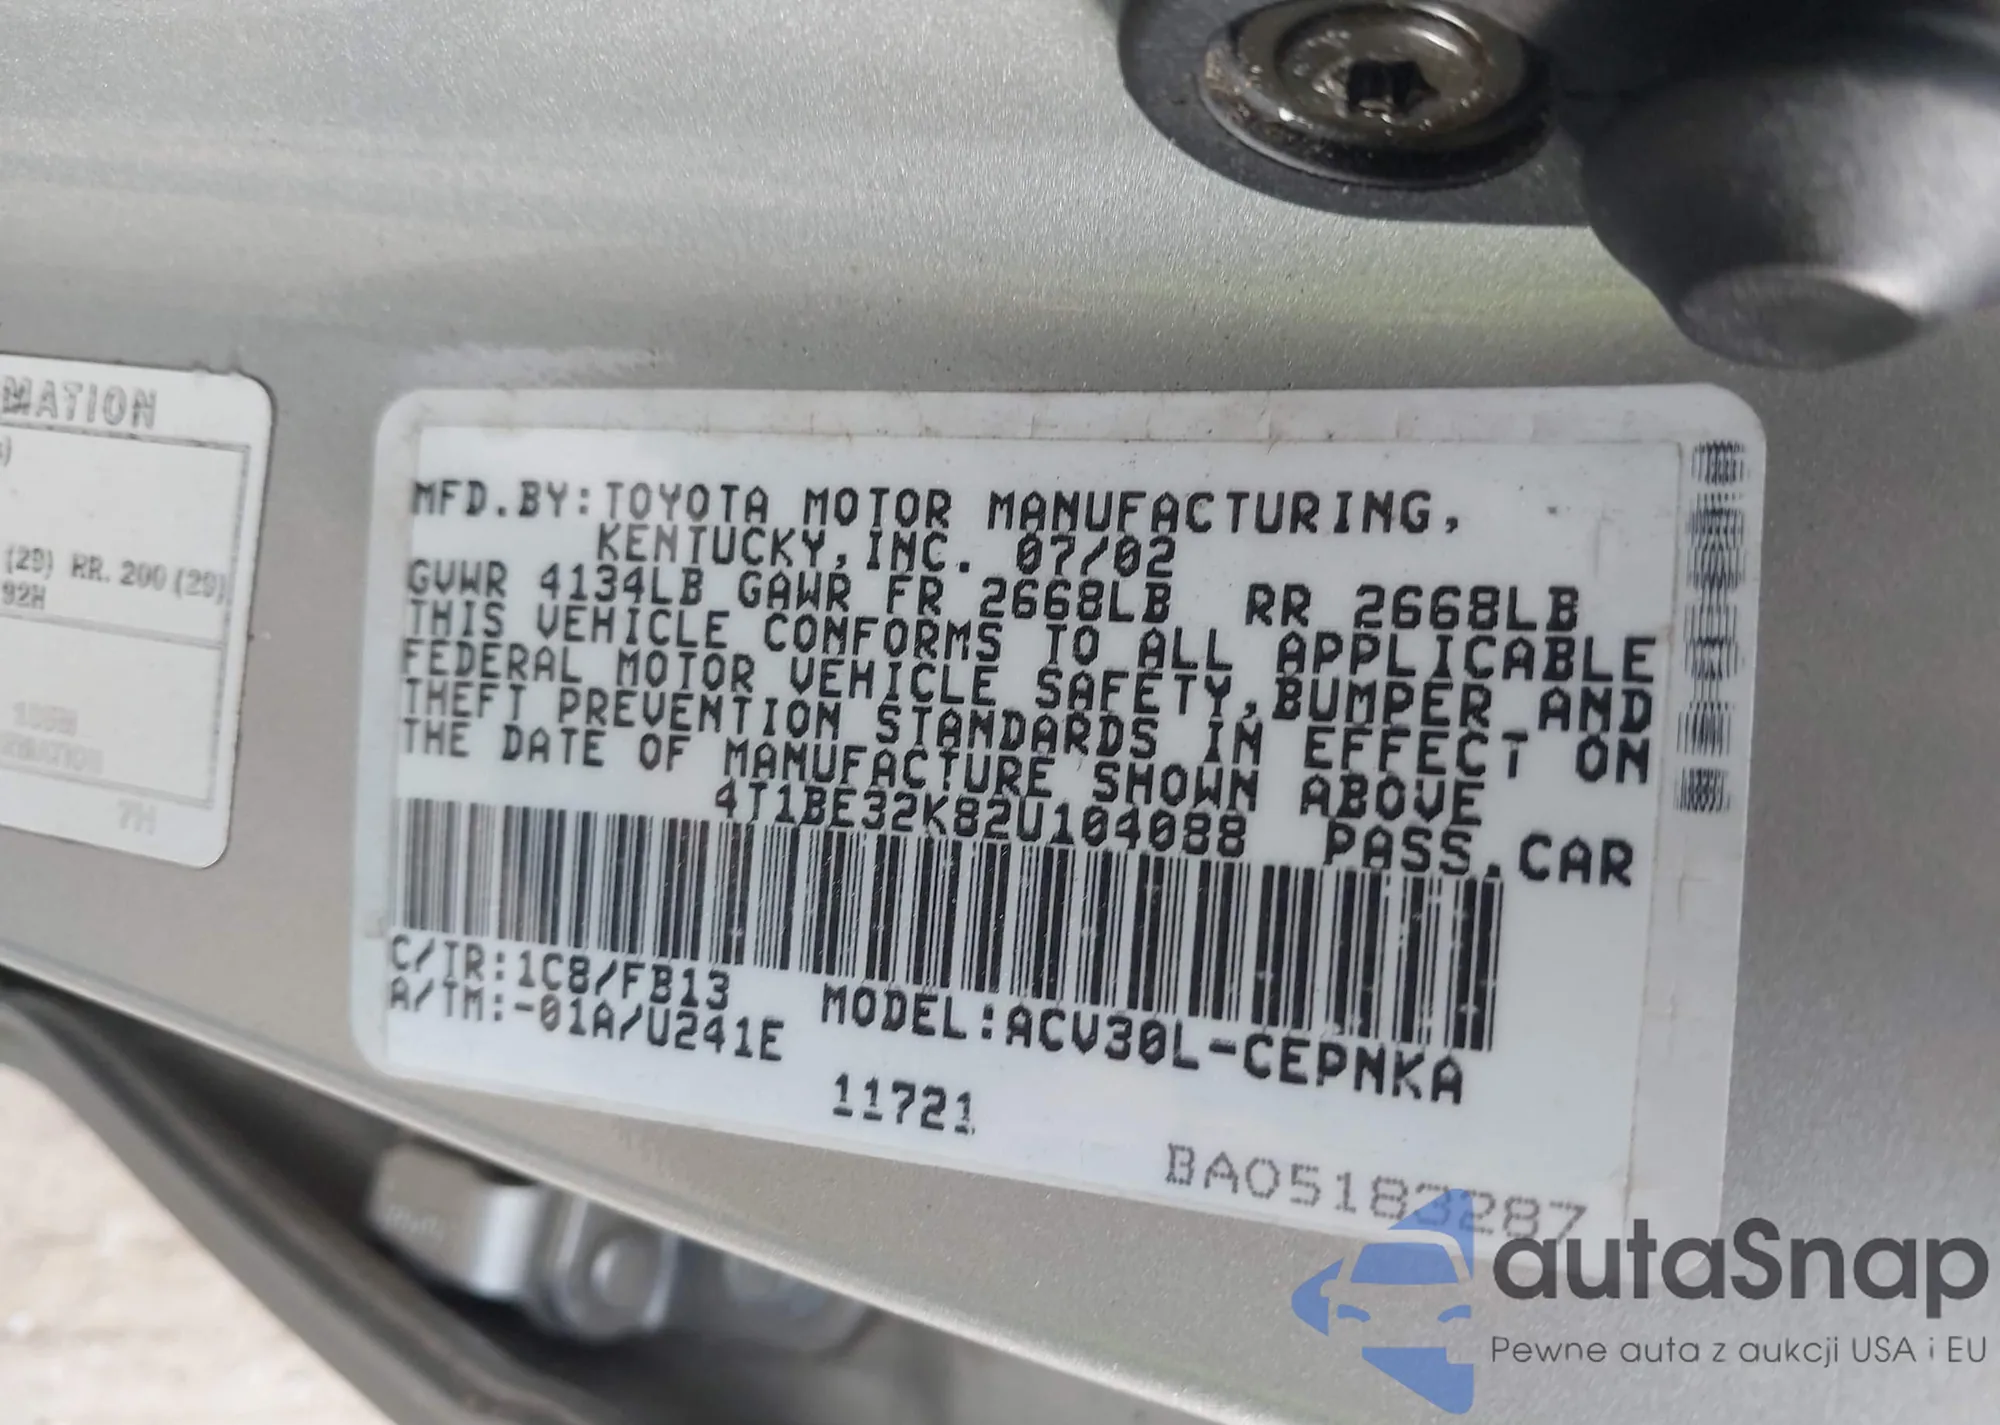 MATION
(29) RR. 200 (29)
92H
7H
MFD.BY:TOYOTA MOTOR MANUFACTURING,
KENTUCKY,INC. 07/02
GVWR 4134LB GAWR FR 2668LB RR 2668LB
THIS VEHICLE CONFORMS TO ALL APPLICABLE
FEDERAL MOTOR VEHICLE SAFETY,BUMPER AND
THEFT PREVENTION STANDARDS IN EFFECT ON
THE DATE OF MANUFACTURE SHOWN ABOVE
4T1BE32K82U104088 PASS.CAR
C/TR:1C8/FB13
A/TM:-01A/U241E
MODEL:ACV30L-CEPNKA
11721
BA05183287
autaSnap
Pewne auta z aukcji USA i EU